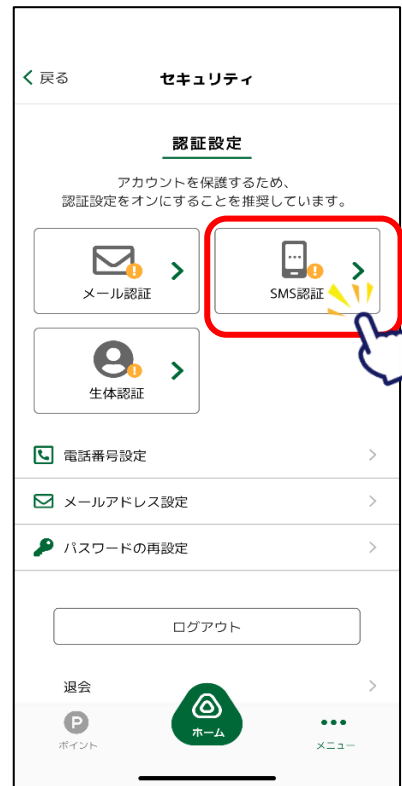 戻る
セキュリティ
認証設定
アカウントを保護するため、
認証設定をオンにすることを推奨しています。
メール認証
SMS認証
生体認証
電話番号設定
メールアドレス設定
パスワードの再設定
ログアウト
退会
P
ポイント
ホーム
メニュー